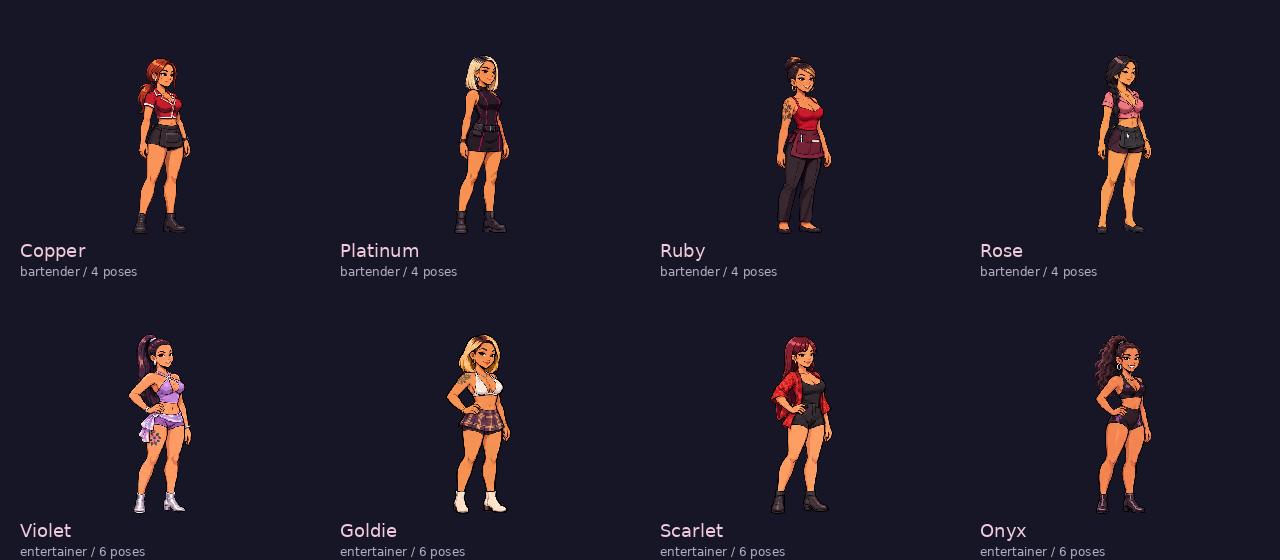 Copper
bartender / 4 poses
Platinum
bartender / 4 poses
Ruby
bartender / 4 poses
Rose
bartender / 4 poses
Violet
entertainer / 6 poses
Goldie
entertainer / 6 poses
Scarlet
entertainer / 6 poses
Onyx
entertainer / 6 poses